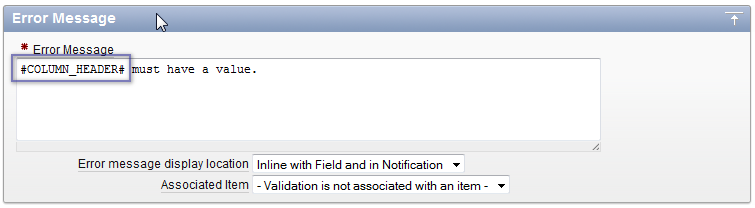 Error Message
* Error Message
#COLUMN_HEADER# must have a value.
Error message display location Inline with Field and in Notification
Associated Item - Validation is not associated with an item -